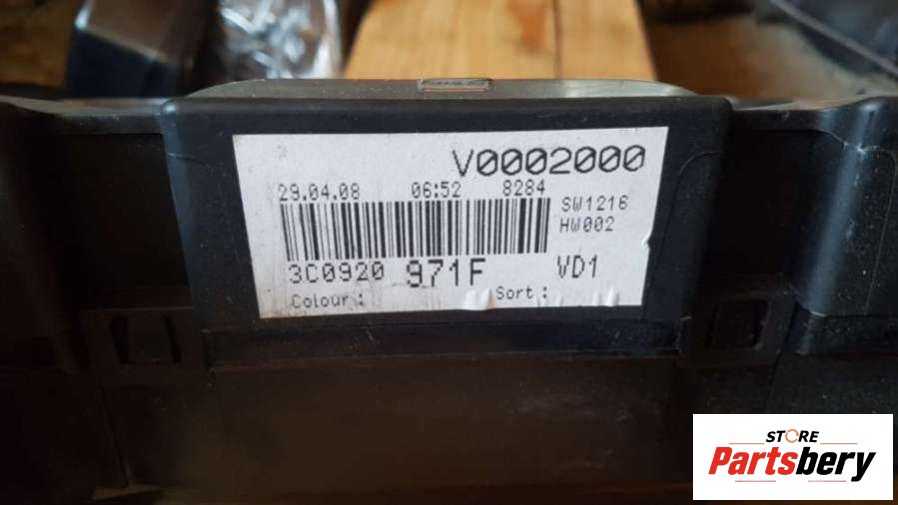 V0002000
29.04.08 06:52 8284
SW1216
HW002
3C0920 971F VD1
Colour : Sort :
STORE
Partsbery